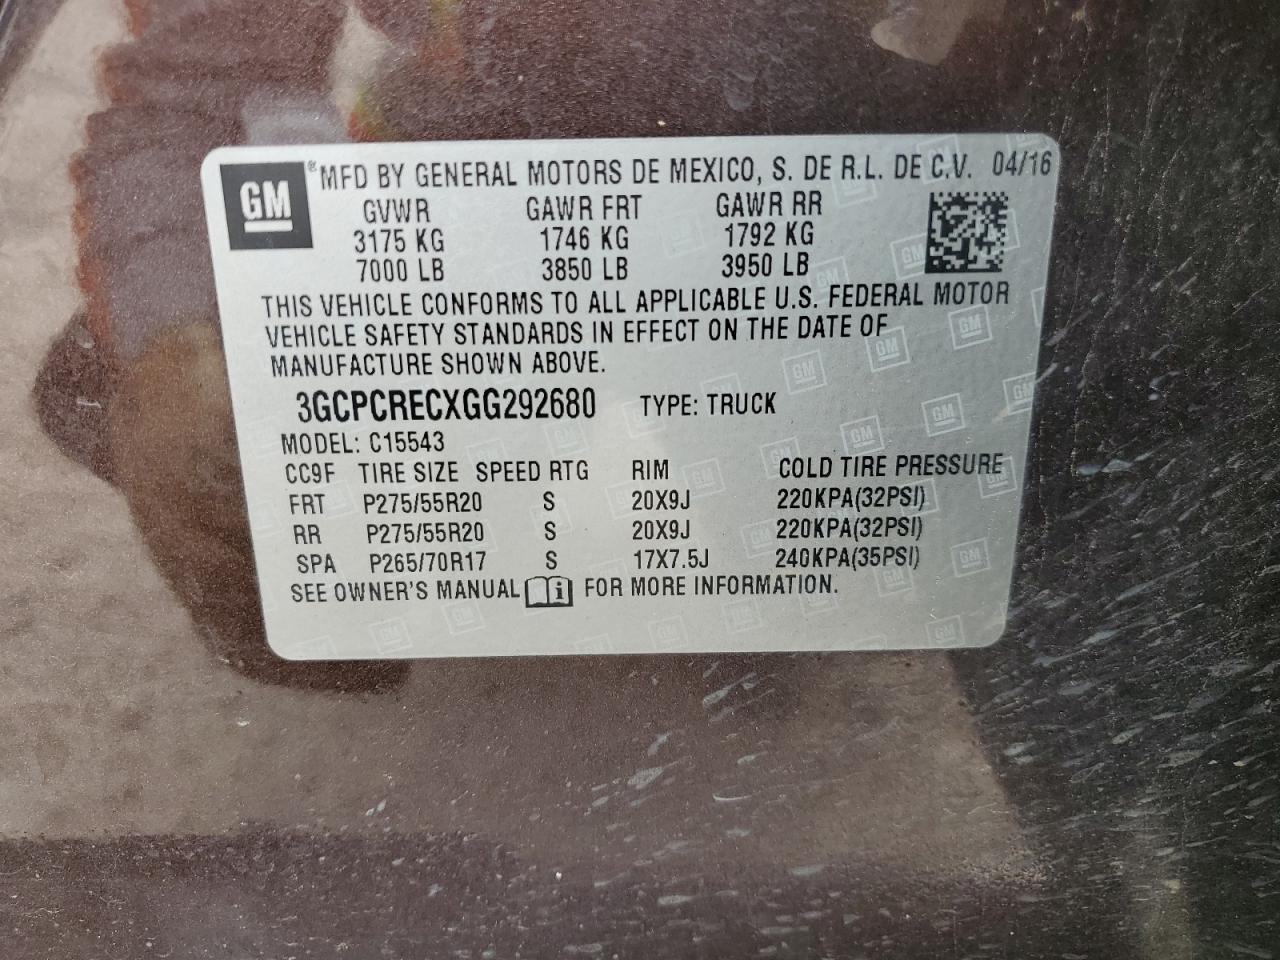 GM ® MFD BY GENERAL MOTORS DE MEXICO, S. DE R.L. DE C.V. 04/16
GVWR GAWR FRT GAWR RR
3175 KG 1746 KG 1792 KG
7000 LB 3850 LB 3950 LB
THIS VEHICLE CONFORMS TO ALL APPLICABLE U.S. FEDERAL MOTOR
VEHICLE SAFETY STANDARDS IN EFFECT ON THE DATE OF
MANUFACTURE SHOWN ABOVE.
3GCPCRECXGG292680 TYPE: TRUCK
MODEL: C15543
CC9F TIRE SIZE SPEED RTG RIM COLD TIRE PRESSURE
FRT P275/55R20 S 20X9J 220KPA(32PSI)
RR P275/55R20 S 20X9J 220KPA(32PSI)
SPA P265/70R17 S 17X7.5J 240KPA(35PSI)
SEE OWNER'S MANUAL i FOR MORE INFORMATION.